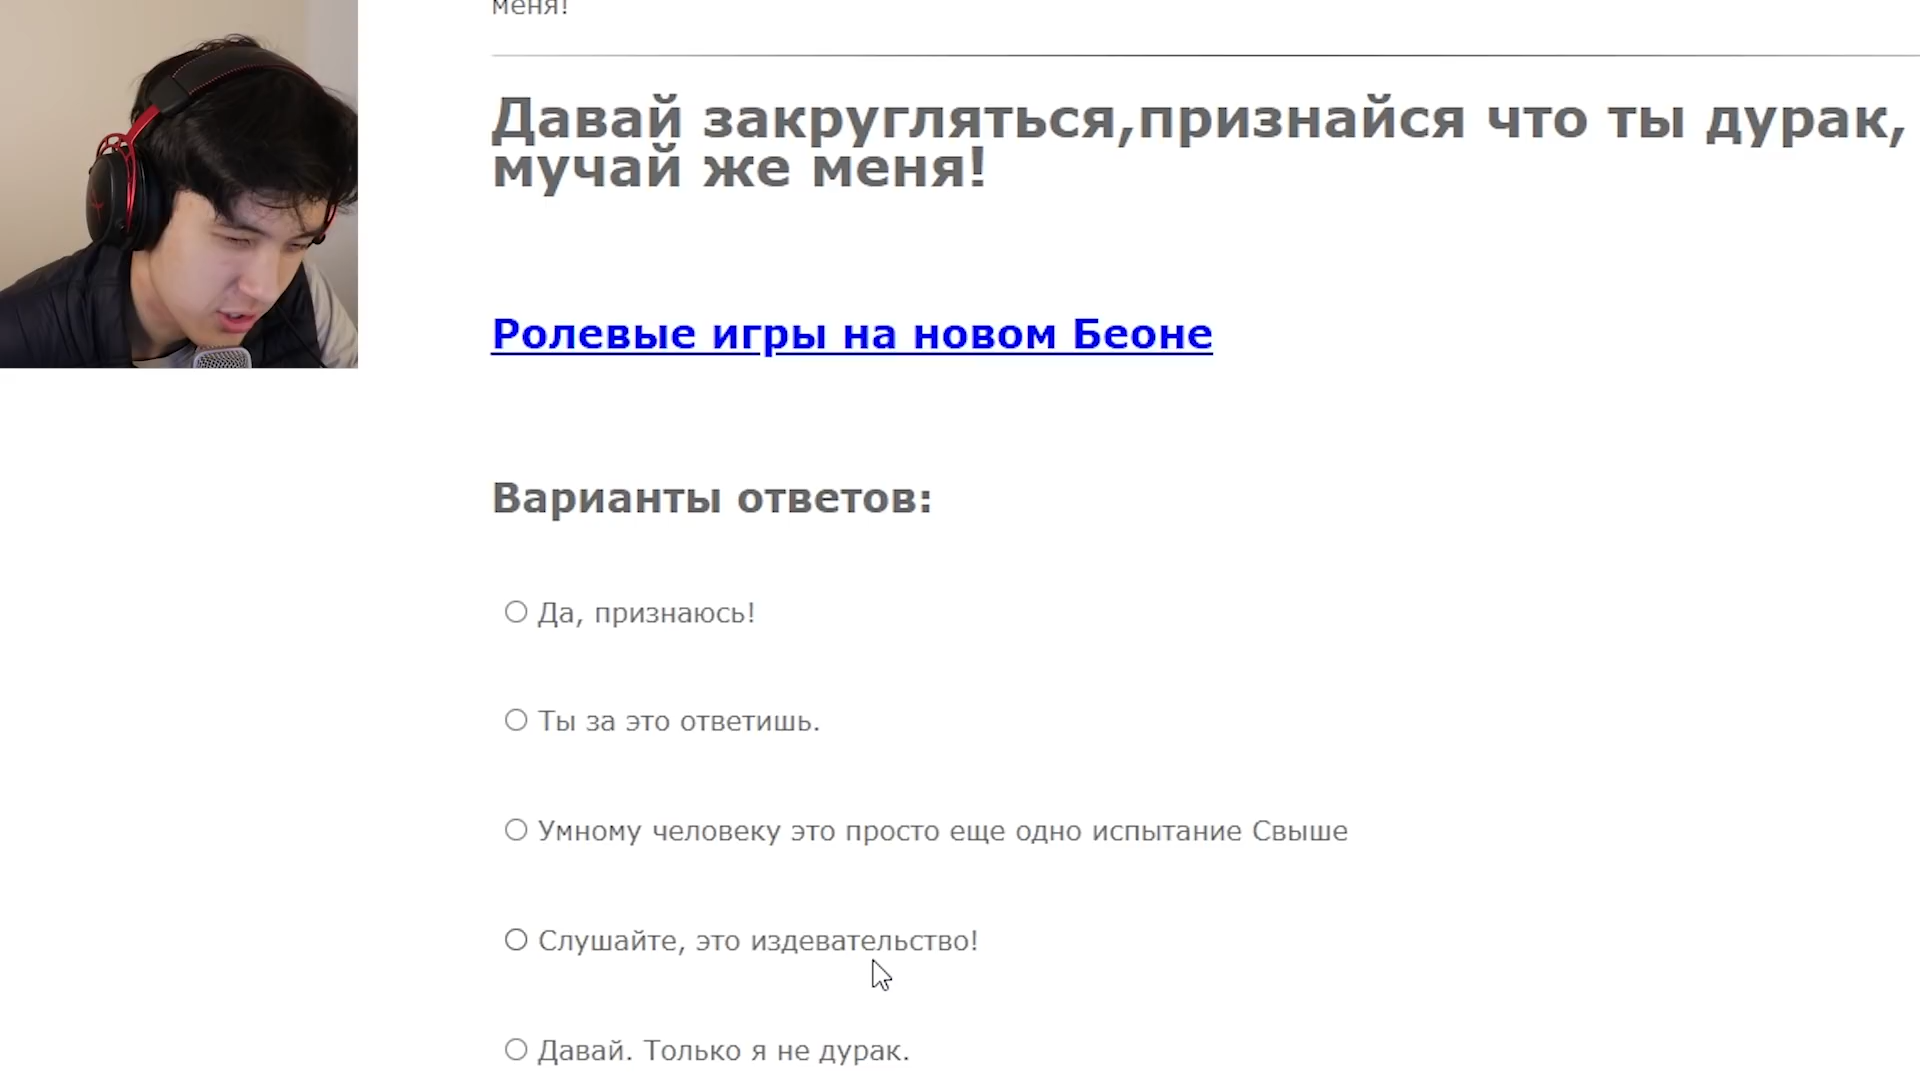 меня!
Давай закругляться,признайся что ты дурак,
мучай же меня!
Ролевые игры на новом Беоне
Варианты ответов:
Да, признаюсь!
Ты за это ответишь.
Умному человеку это просто еще одно испытание Свыше
Слушайте, это издевательство!
Давай. Только я не дурак.